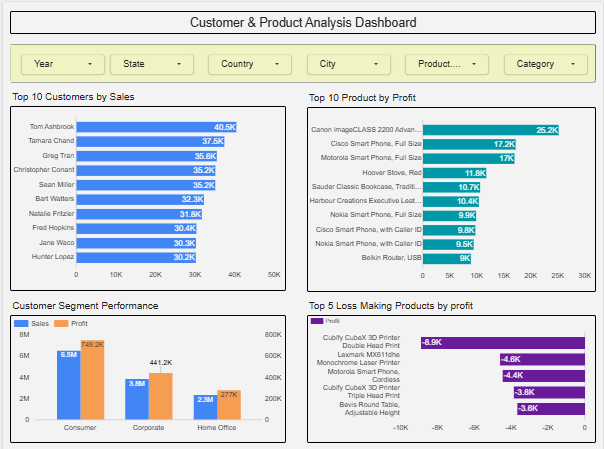 Customer & Product Analysis Dashboard
Year State Country City Product.... Category
Top 10 Customers by Sales
Tom Ashbrook 40.5K
Tamara Chand 37.5K
Greg Tran 35.6K
Christopher Conant 35.2K
Sean Miller 35.2K
Bart Watters 32.3K
Natalie Fritzler 31.8K
Fred Hopkins 30.4K
Jane Waco 30.3K
Hunter Lopez 30.2K
0 10K 20K 30K 40K 50K
Top 10 Product by Profit
Canon imageCLASS 2200 Advan... 25.2K
Cisco Smart Phone, Full Size 17.2K
Motorola Smart Phone, Full Size 17K
Hoover Stove, Red 11.8K
Sauder Classic Bookcase, Traditi... 10.7K
Harbour Creations Executive Leat... 10.4K
Nokia Smart Phone, Full Size 9.9K
Cisco Smart Phone, with Caller ID 9.8K
Nokia Smart Phone, with Caller ID 9.5K
Belkin Router, USB 9K
0 5K 10K 15K 20K 25K 30K
Customer Segment Performance
Sales Profit
8M 800K
6M 600K
4M 400K
2M 200K
0 0
6.5M 749.2K
3.8M 441.2K
2.3M 277K
Consumer Corporate Home Office
Top 5 Loss Making Products by profit
Profit
Cubify CubeX 3D Printer
Double Head Print -8.9K
Lexmark MX611dhe
Monochrome Laser Printer -4.6K
Motorola Smart Phone,
Cordless -4.4K
Cubify CubeX 3D Printer
Triple Head Print -3.8K
Bevis Round Table,
Adjustable Height -3.6K
-10K -8K -6K -4K -2K 0